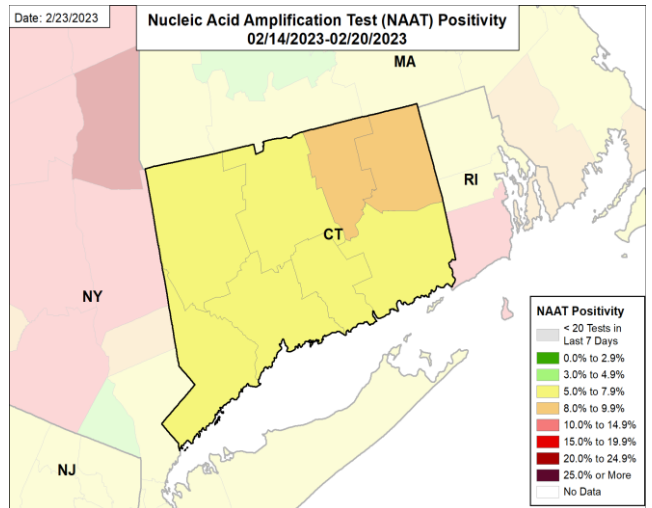 Date: 2/23/2023
Nucleic Acid Amplification Test (NAAT) Positivity
02/14/2023-02/20/2023
MA
RI
CT
NY
NJ
NAAT Positivity
< 20 Tests in
Last 7 Days
0.0% to 2.9%
3.0% to 4.9%
5.0% to 7.9%
8.0% to 9.9%
10.0% to 14.9%
15.0% to 19.9%
20.0% to 24.9%
25.0% or More
No Data